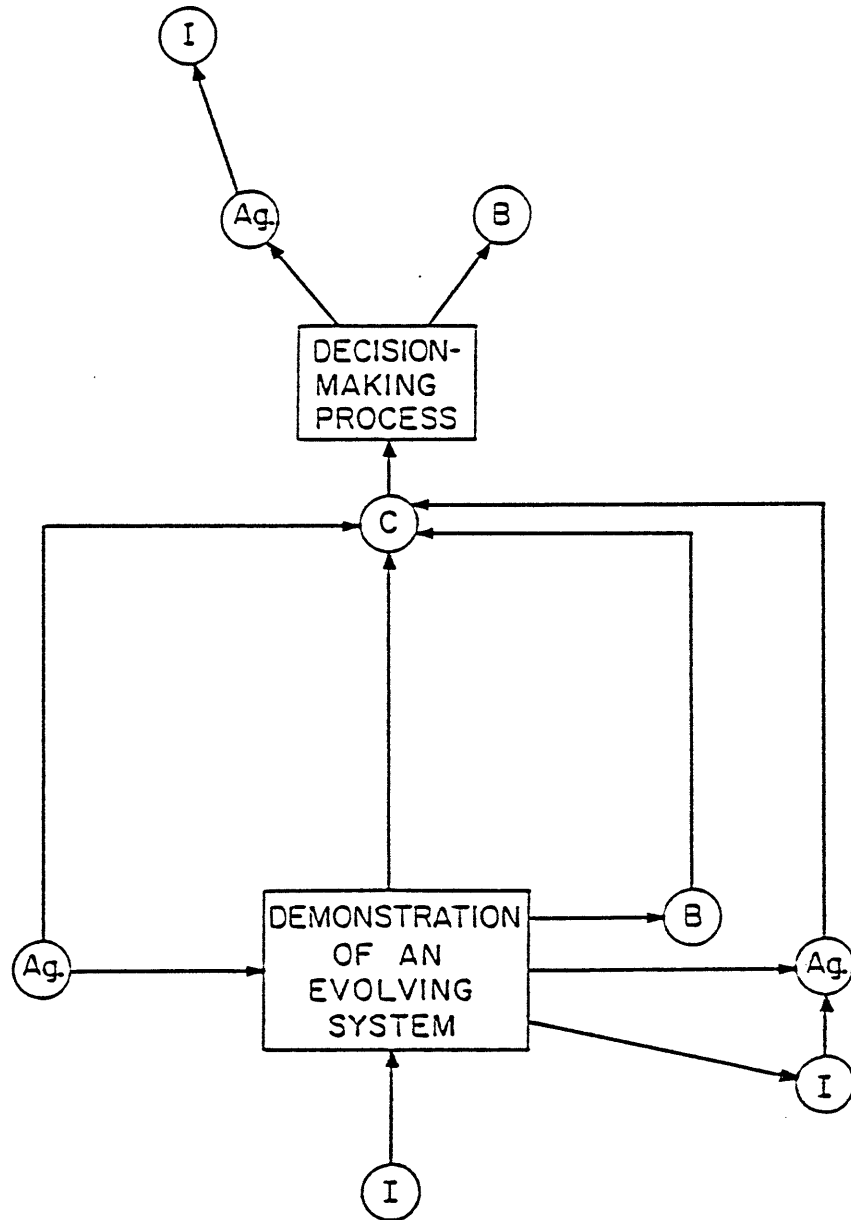 I
Ag.
B
DECISION-
MAKING
PROCESS
C
DEMONSTRATION
OF AN
EVOLVING
SYSTEM
B
Ag.
Ag.
I
I